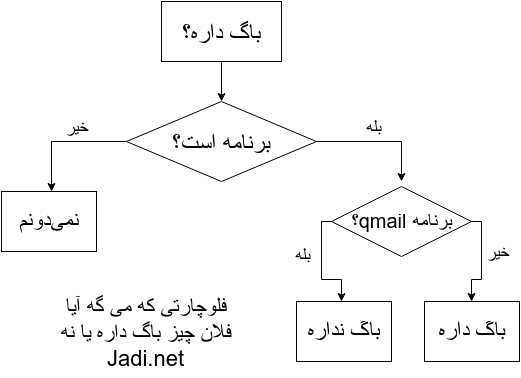 باگ داره؟
برنامه است؟
خیر
بله
نمی‌دونم
برنامه qmail؟
بله
خیر
باگ نداره
باگ داره
فلوچارتی که می گه آیا
فلان چیز باگ داره یا نه
Jadi.net